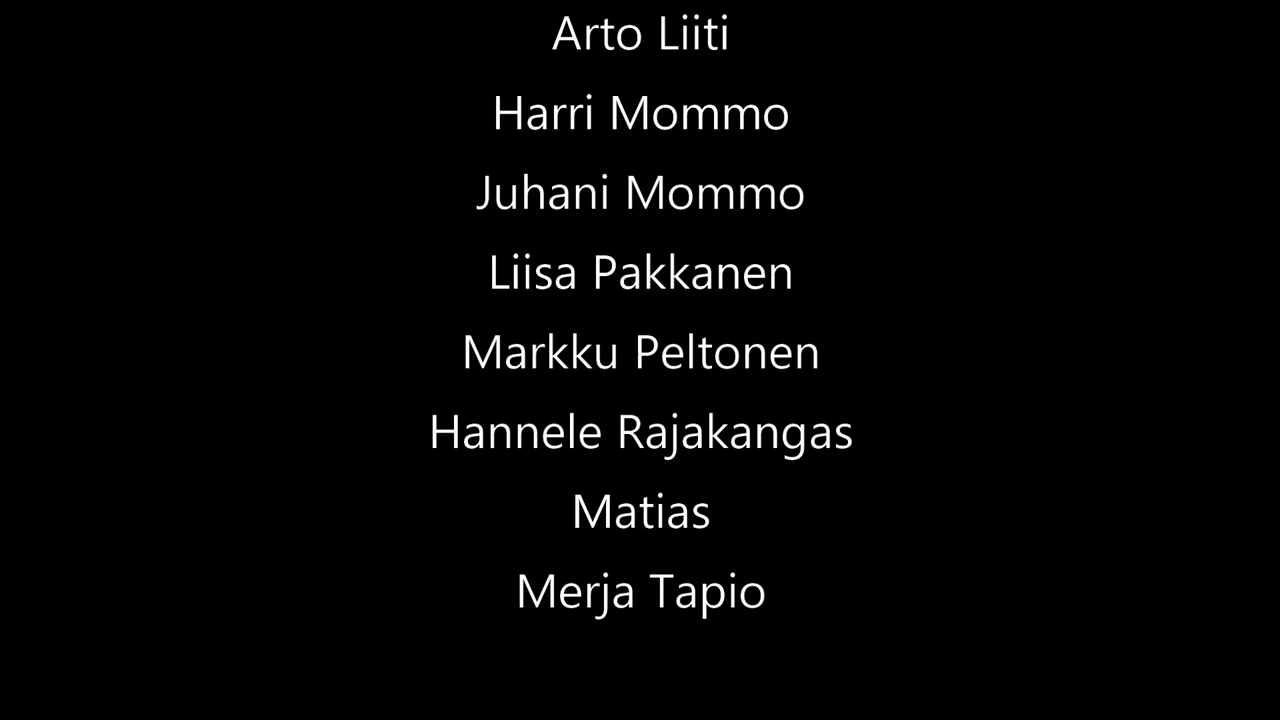 Arto Liiti
Harri Mommo
Juhani Mommo
Liisa Pakkanen
Markku Peltonen
Hannele Rajakangas
Matias
Merja Tapio